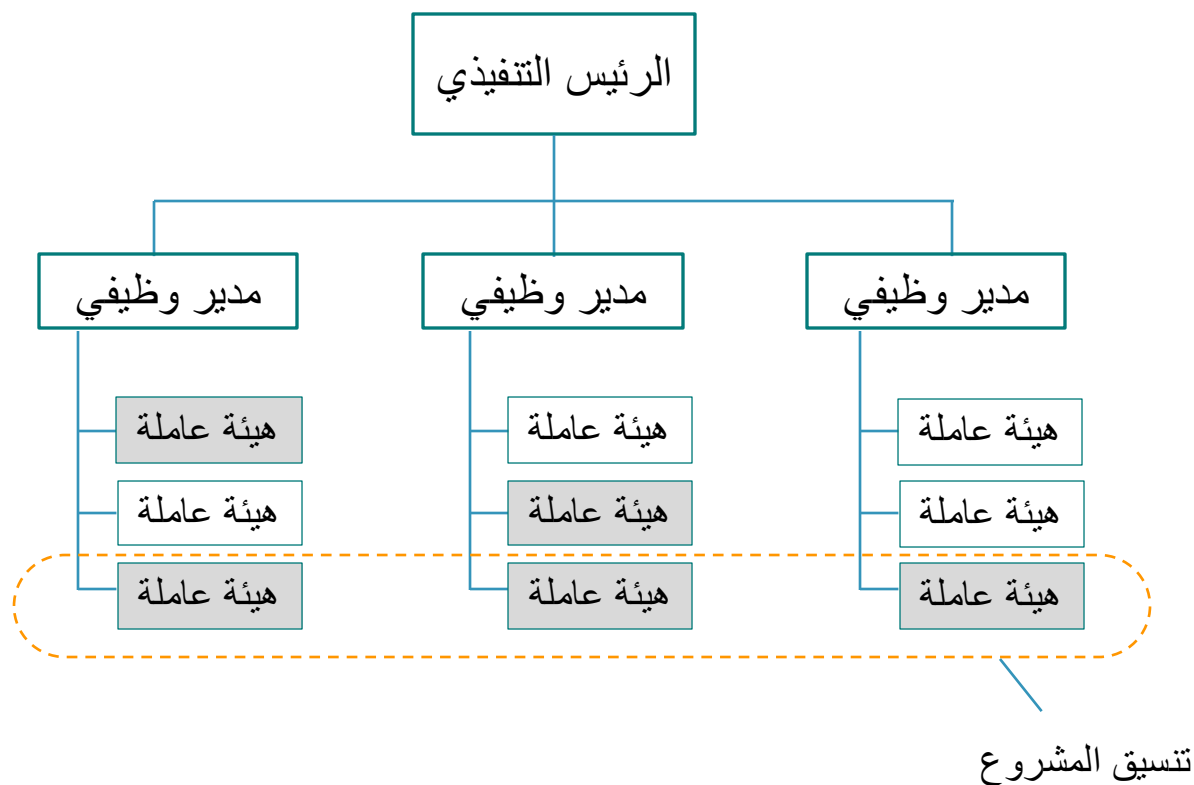 الرئيس التنفيذي
مدير وظيفي
مدير وظيفي
مدير وظيفي
هيئة عاملة
هيئة عاملة
هيئة عاملة
هيئة عاملة
هيئة عاملة
هيئة عاملة
هيئة عاملة
هيئة عاملة
هيئة عاملة
تنسيق المشروع